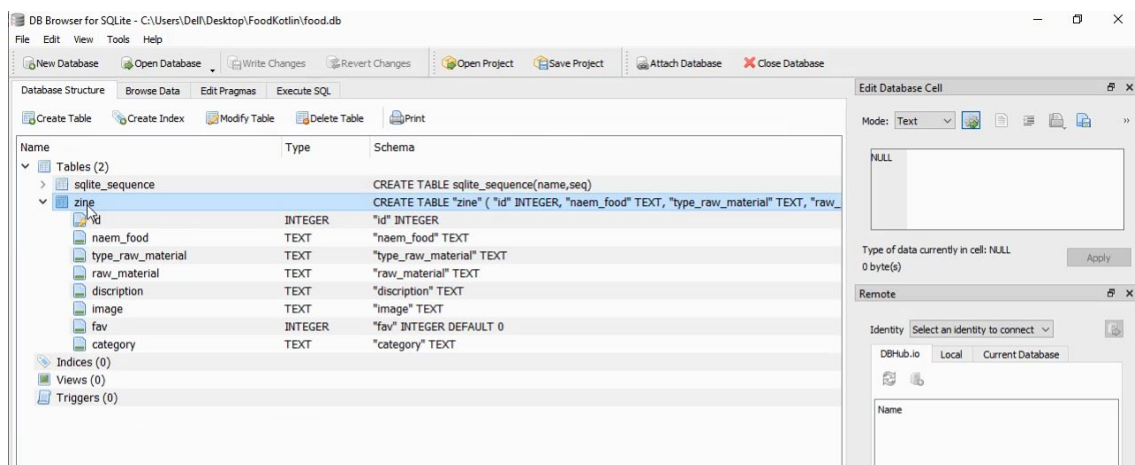 DB Browser for SQLite - C:\Users\Dell\Desktop\FoodKotlin\food.db
File Edit View Tools Help
New Database Open Database Write Changes Revert Changes Open Project Save Project Attach Database Close Database
Database Structure Browse Data Edit Pragmas Execute SQL
Create Table Create Index Modify Table Delete Table Print
Name Type Schema
Tables (2)
sqlite_sequence CREATE TABLE sqlite_sequence(name,seq)
zine CREATE TABLE "zine" ( "id" INTEGER, "naem_food" TEXT, "type_raw_material" TEXT, "raw_
id INTEGER "id" INTEGER
naem_food TEXT "naem_food" TEXT
type_raw_material TEXT "type_raw_material" TEXT
raw_material TEXT "raw_material" TEXT
discription TEXT "discription" TEXT
image TEXT "image" TEXT
fav INTEGER "fav" INTEGER DEFAULT 0
category TEXT "category" TEXT
Indices (0)
Views (0)
Triggers (0)
Edit Database Cell
Mode: Text
NULL
Type of data currently in cell: NULL
0 byte(s)
Apply
Remote
Identity Select an identity to connect
DBHub.io Local Current Database
Name